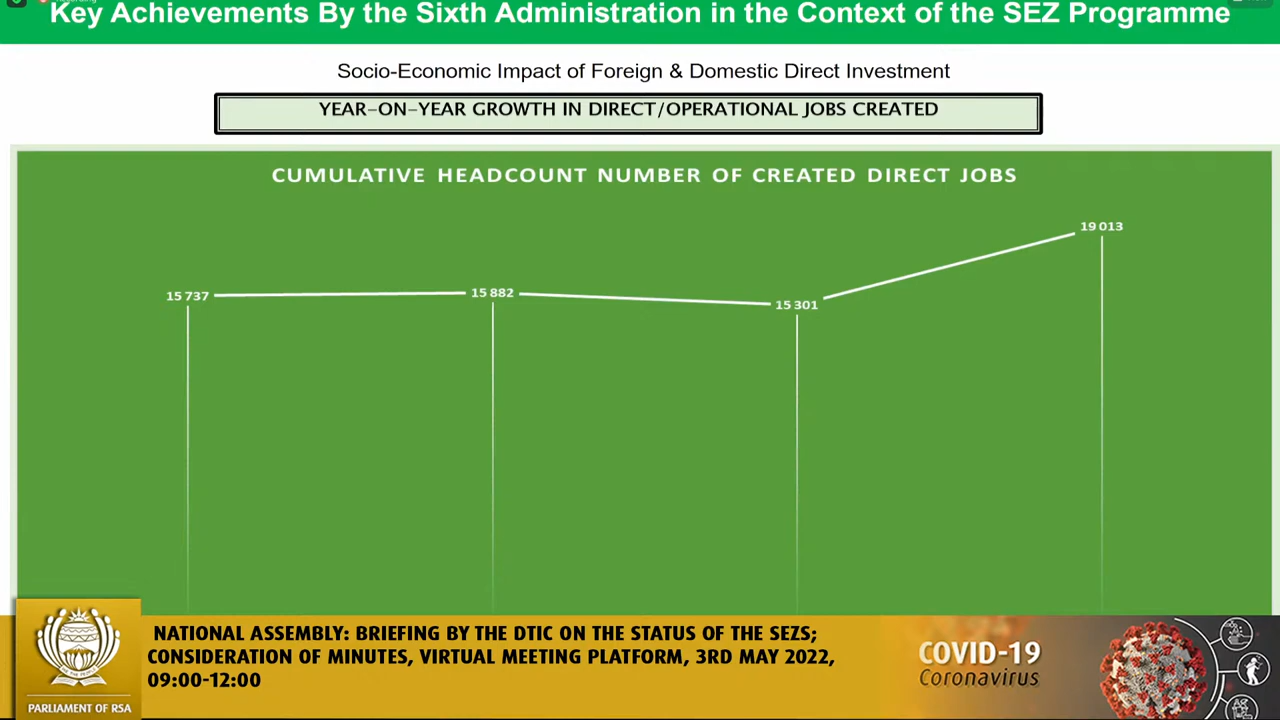 Key Achievements By the Sixth Administration in the Context of the SEZ Programme
Socio-Economic Impact of Foreign & Domestic Direct Investment
YEAR-ON-YEAR GROWTH IN DIRECT/OPERATIONAL JOBS CREATED
CUMULATIVE HEADCOUNT NUMBER OF CREATED DIRECT JOBS
19 013
15 737
15 882
15 301
NATIONAL ASSEMBLY: BRIEFING BY THE DTIC ON THE STATUS OF THE SEZS;
CONSIDERATION OF MINUTES, VIRTUAL MEETING PLATFORM, 3RD MAY 2022,
09:00-12:00
COVID-19
Coronavirus
PARLIAMENT OF RSA